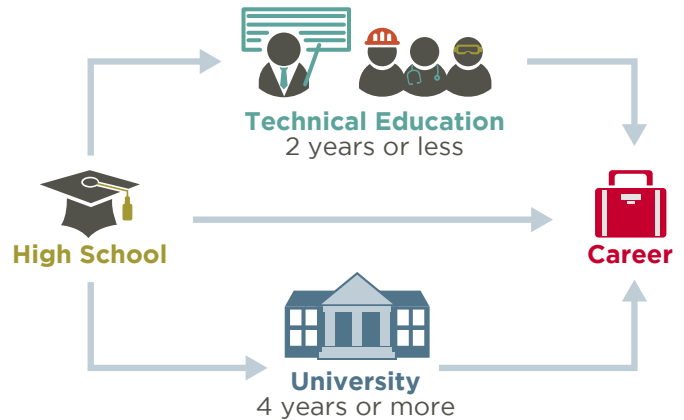 Technical Education
2 years or less
High School
Career
University
4 years or more